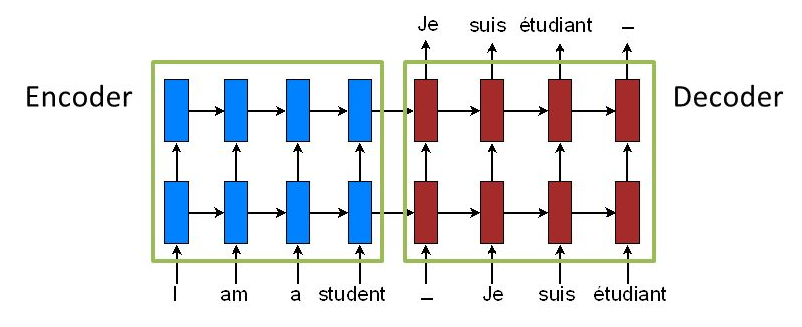 Je suis étudiant _
Encoder
Decoder
I am a student _ Je suis étudiant